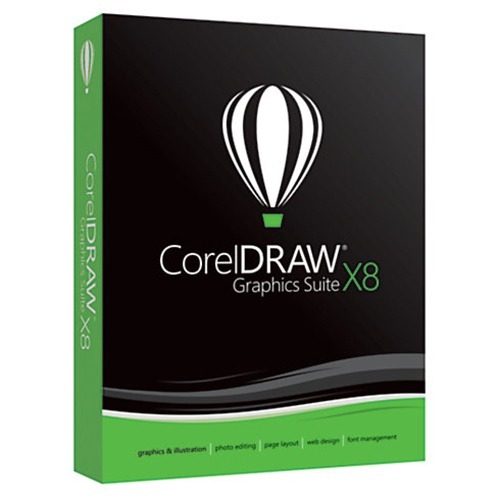 CorelDRAW®
Graphics Suite X8
graphics & illustration | photo editing | page layout | web design | font management
CorelDRAW®
Graphics Suite
X8